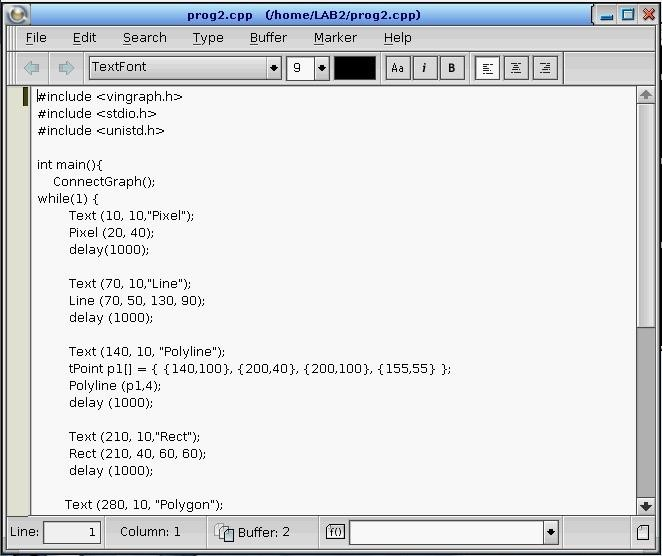 prog2.cpp (/home/LAB2/prog2.cpp)
File Edit Search Type Buffer Marker Help
TextFont 9 Aa i B
#include <vingraph.h>
#include <stdio.h>
#include <unistd.h>
int main(){
ConnectGraph();
while(1) {
Text (10, 10,"Pixel");
Pixel (20, 40);
delay(1000);
Text (70, 10,"Line");
Line (70, 50, 130, 90);
delay (1000);
Text (140, 10, "Polyline");
tPoint p1[] = { {140,100}, {200,40}, {200,100}, {155,55} };
Polyline (p1,4);
delay (1000);
Text (210, 10,"Rect");
Rect (210, 40, 60, 60);
delay (1000);
Text (280, 10, "Polygon");
Line: 1 Column: 1 Buffer: 2 f()